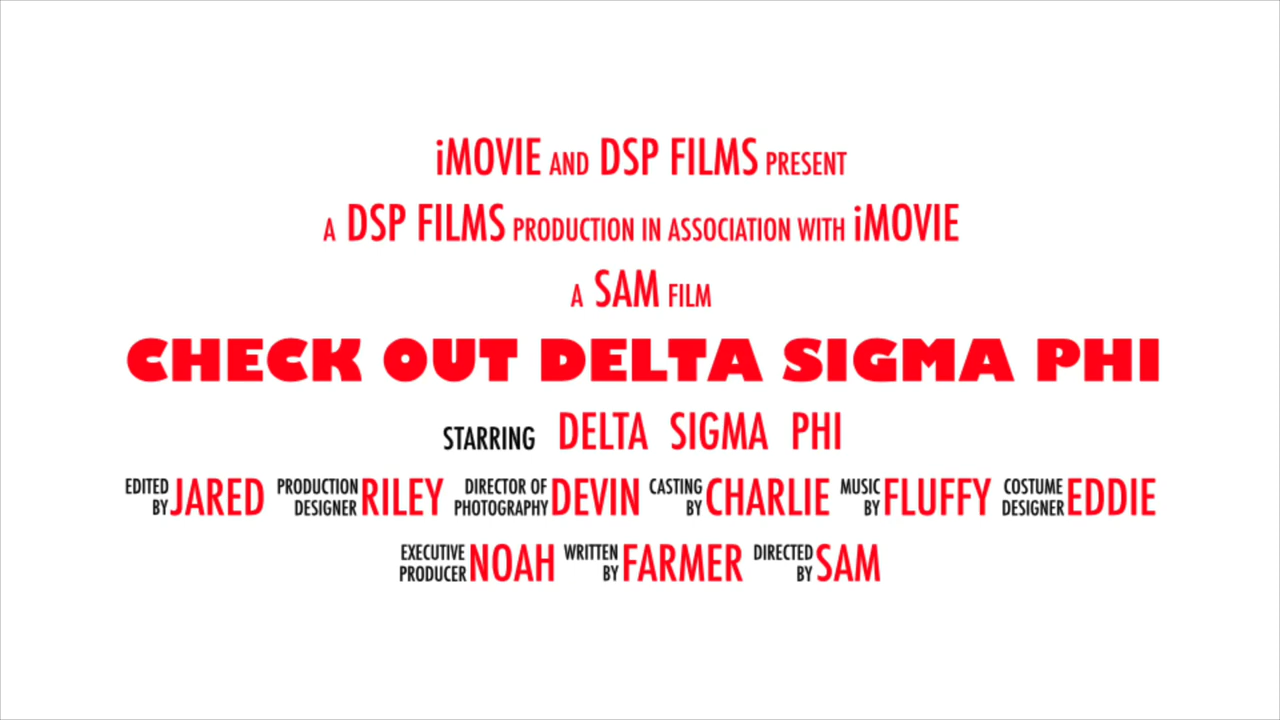 iMOVIE AND DSP FILMS PRESENT
A DSP FILMS PRODUCTION IN ASSOCIATION WITH iMOVIE
A SAM FILM
CHECK OUT DELTA SIGMA PHI
STARRING DELTA SIGMA PHI
EDITED BY JARED PRODUCTION DESIGNER RILEY DIRECTOR OF PHOTOGRAPHY DEVIN CASTING BY CHARLIE MUSIC BY FLUFFY COSTUME DESIGNER EDDIE
EXECUTIVE PRODUCER NOAH WRITTEN BY FARMER DIRECTED BY SAM